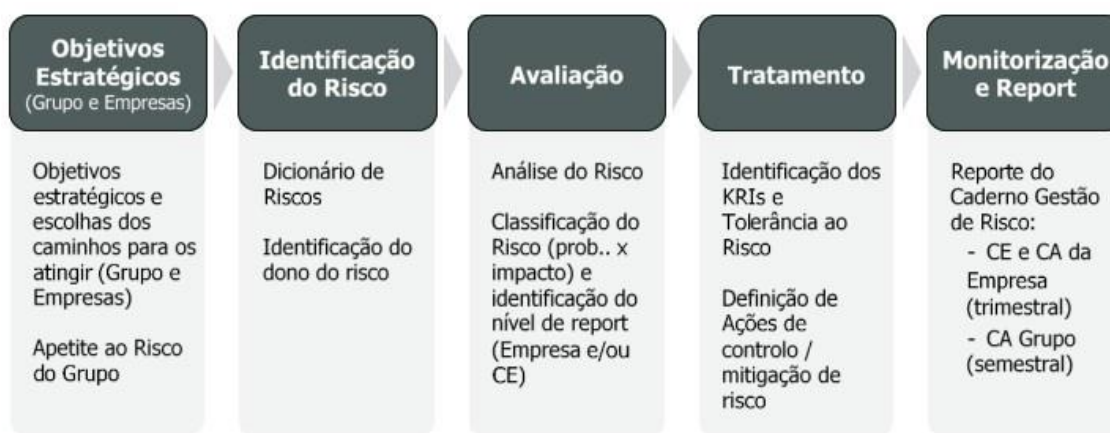 Objetivos
Estratégicos
(Grupo e Empresas)
Objetivos
estratégicos e
escolhas dos
caminhos para os
atingir (Grupo e
Empresas)
Apetite ao Risco
do Grupo
Identificação
do Risco
Dicionário de
Riscos
Identificação do
dono do risco
Avaliação
Análise do Risco
Classificação do
Risco (prob.. x
impacto) e
identificação do
nível de report
(Empresa e/ou
CE)
Tratamento
Identificação dos
KRIs e
Tolerância ao
Risco
Definição de
Ações de
controlo /
mitigação de
risco
Monitorização
e Report
Reporte do
Caderno Gestão
de Risco:
- CE e CA da
Empresa
(trimestral)
- CA Grupo
(semestral)